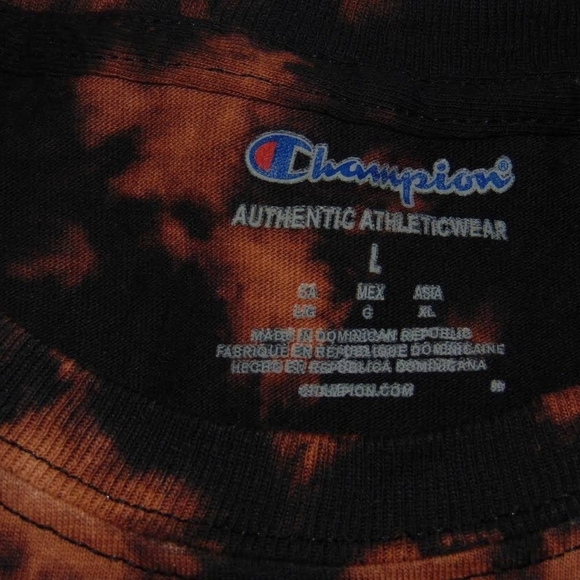 Champion®
AUTHENTIC ATHLETICWEAR
L
CA MEX ASIA
L/G G XL
MADE IN DOMINICAN REPUBLIC
FABRIQUE EN REPUBLIQUE DOMINICAINE
HECHO EN REPUBLICA DOMINICANA
CHAMPION.COM